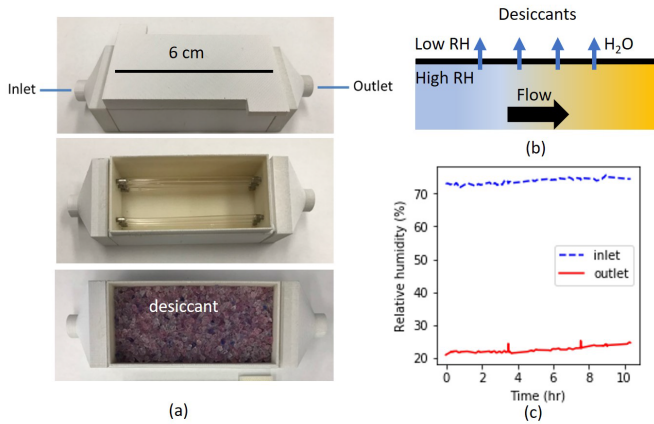 6 cm
Inlet
Outlet
desiccant
(a)
Desiccants
Low RH
H₂O
High RH
Flow
(b)
(c)
Relative humidity (%)
70
60
50
40
30
20
inlet
outlet
0
2
4
6
8
10
Time (hr)